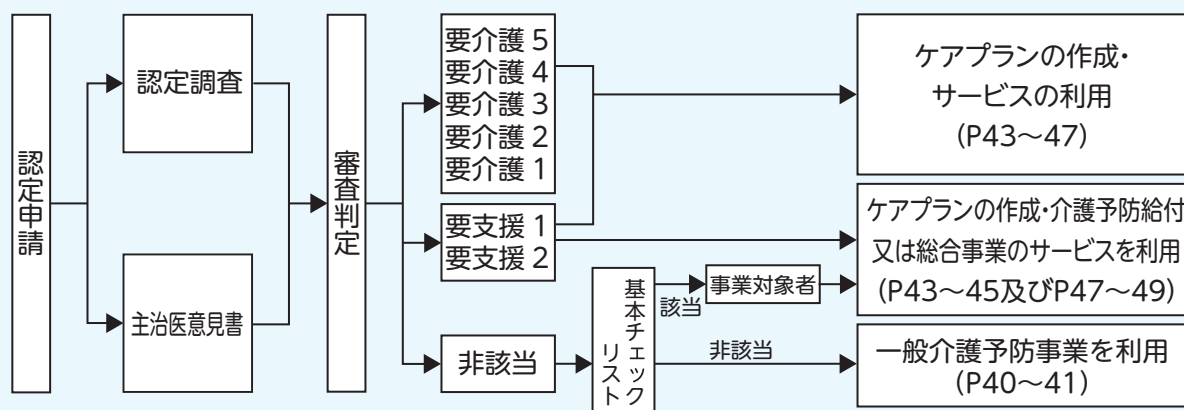 認定申請
認定調査
主治医意見書
審査判定
要介護 5
要介護 4
要介護 3
要介護 2
要介護 1
要支援 1
要支援 2
非該当
基本チェック
リスト
該当
事業対象者
非該当
ケアプランの作成・
サービスの利用
(P43～47)
ケアプランの作成・介護予防給付
又は総合事業のサービスを利用
(P43～45及びP47～49)
一般介護予防事業を利用
(P40～41)